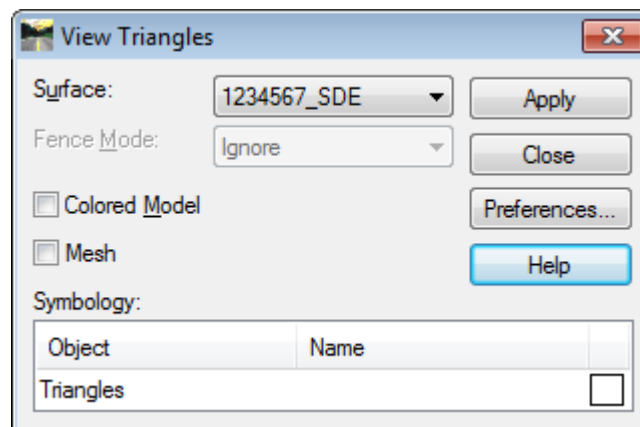 View Triangles
Surface: 1234567_SDE Apply
Fence Mode: Ignore Close
Colored Model Preferences...
Mesh Help
Symbology:
Object Name
Triangles